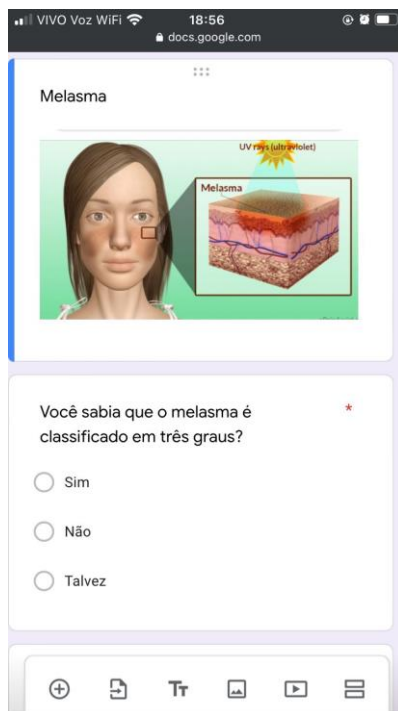 VIVO Voz WiFi 18:56
docs.google.com
Melasma
UV rays (ultraviolet)
Melasma
Você sabia que o melasma é
classificado em três graus?
*
Sim
Não
Talvez
Tт